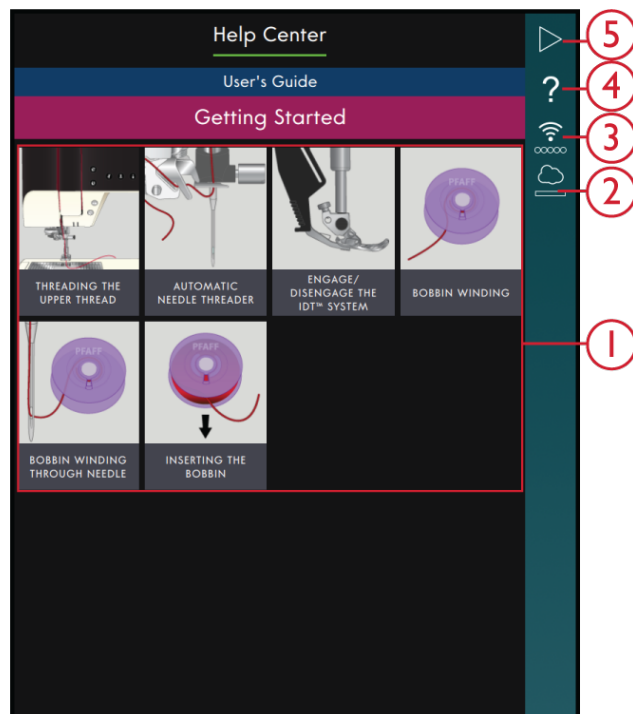 Help Center
User's Guide
Getting Started
THREADING THE
UPPER THREAD
AUTOMATIC
NEEDLE THREADER
ENGAGE/
DISENGAGE THE
IDT™ SYSTEM
PFAFF
BOBBIN WINDING
PFAFF
BOBBIN WINDING
THROUGH NEEDLE
PFAFF
INSERTING THE
BOBBIN
5
?
4
3
2
1